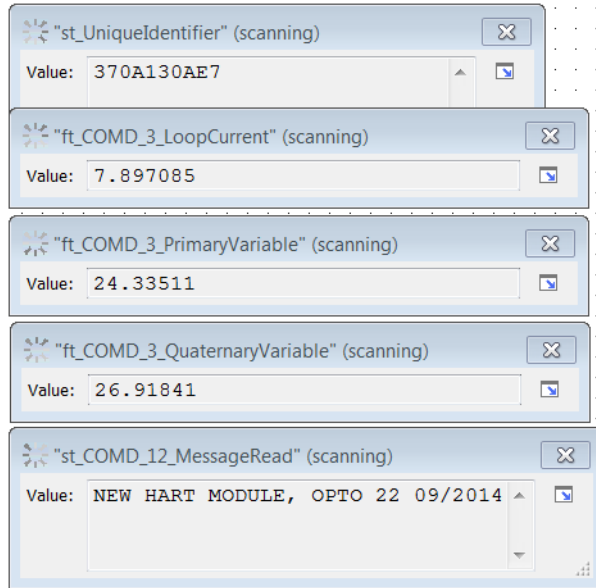 "st_UniqueIdentifier" (scanning)
Value: 370A130AE7
"ft_COMD_3_LoopCurrent" (scanning)
Value: 7.897085
"ft_COMD_3_PrimaryVariable" (scanning)
Value: 24.33511
"ft_COMD_3_QuaternaryVariable" (scanning)
Value: 26.91841
"st_COMD_12_MessageRead" (scanning)
Value: NEW HART MODULE, OPTO 22 09/2014